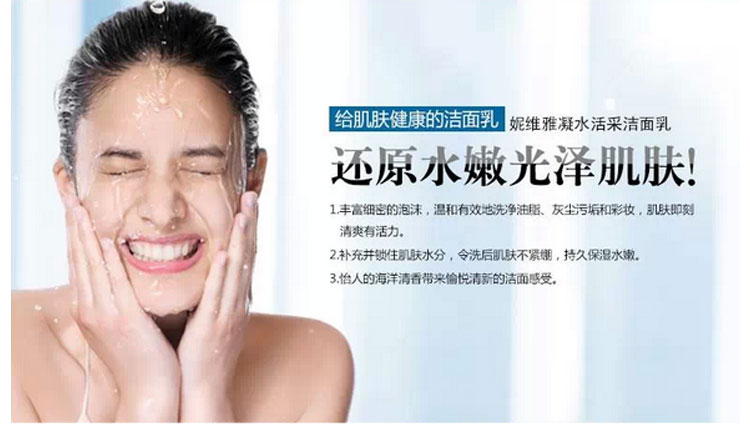 给肌肤健康的洁面乳 妮维雅凝水活采洁面乳
还原水嫩光泽肌肤!
1.丰富细密的泡沫，温和有效地洗净油脂、灰尘污垢和彩妆，肌肤即刻
清爽有活力。
2.补充并锁住肌肤水分，令洗后肌肤不紧绷，持久保湿水嫩。
3.怡人的海洋清香带来愉悦清新的洁面感受。